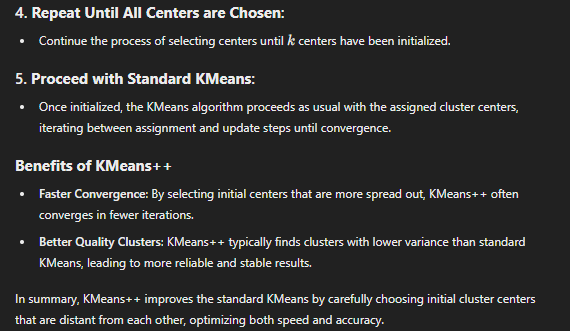 4. Repeat Until All Centers are Chosen:
• Continue the process of selecting centers until k centers have been initialized.
5. Proceed with Standard KMeans:
• Once initialized, the KMeans algorithm proceeds as usual with the assigned cluster centers,
iterating between assignment and update steps until convergence.
Benefits of KMeans++
• Faster Convergence: By selecting initial centers that are more spread out, KMeans++ often
converges in fewer iterations.
• Better Quality Clusters: KMeans++ typically finds clusters with lower variance than standard
KMeans, leading to more reliable and stable results.
In summary, KMeans++ improves the standard KMeans by carefully choosing initial cluster centers
that are distant from each other, optimizing both speed and accuracy.